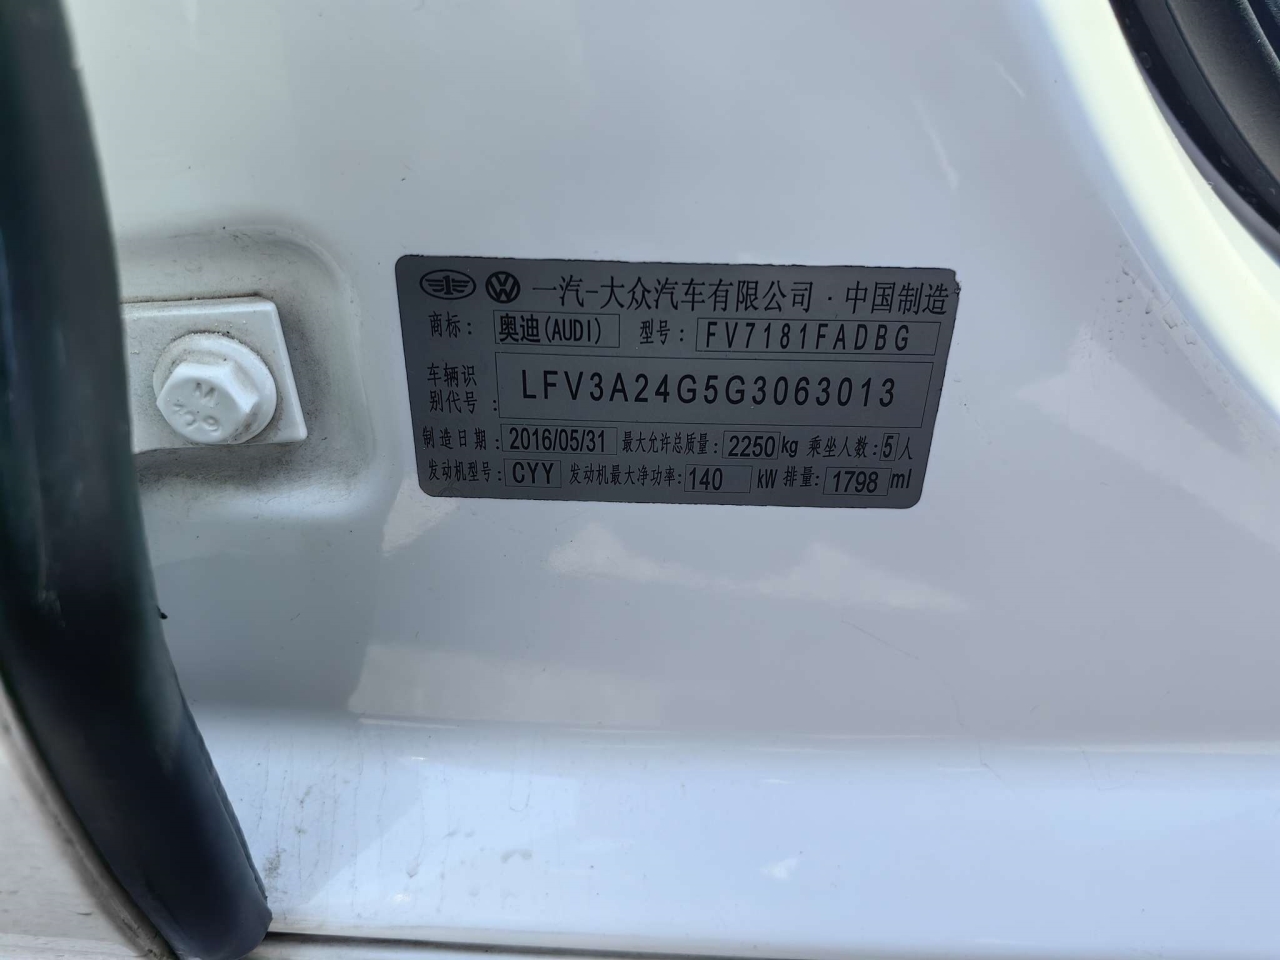 一汽-大众汽车有限公司·中国制造
商标: 奥迪(AUDI) 型号: FV7181FADBG
车辆识
别代号: LFV3A24G5G3063013
制造日期: 2016/05/31 最大允许总质量: 2250 kg 乘坐人数: 5 人
发动机型号: CYY 发动机最大净功率: 140 kW 排量: 1798 ml